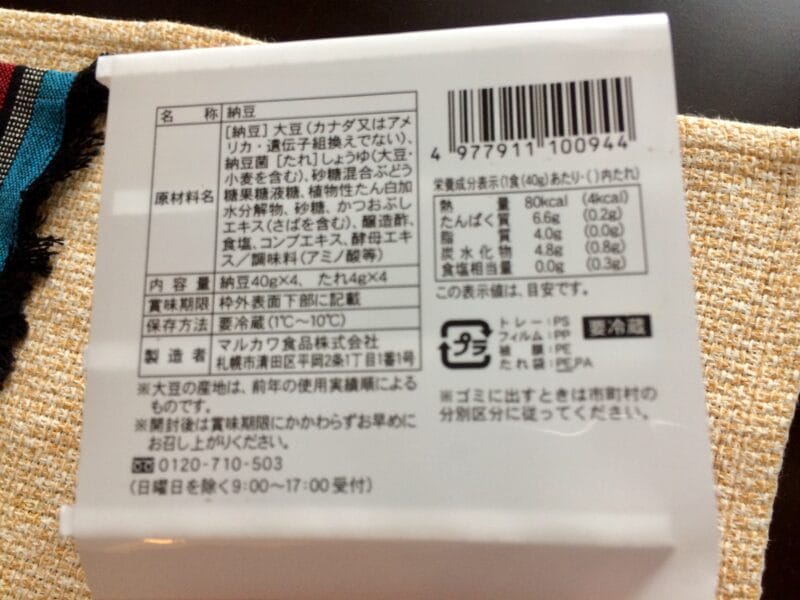 名 称 納豆
原材料名
[納豆] 大豆 (カナダ又はアメ
リカ・遺伝子組換えでない)、
納豆菌 [たれ] しょうゆ (大豆・
小麦を含む)、砂糖混合ぶどう
糖果糖液糖、植物性たん白加
水分解物、砂糖、かつおぶし
エキス (さばを含む)、醸造酢、
食塩、コンブエキス、酵母エキ
ス／調味料 (アミノ酸等)
内 容 量 納豆40g×4、 たれ4g×4
賞味期限 枠外表面下部に記載
保存方法 要冷蔵 (1℃〜10℃)
製 造 者
マルカワ食品株式会社
札幌市清田区平岡2条1丁目1番1号
※大豆の産地は、前年の使用実績順による
ものです。
※開封後は賞味期限にかかわらずお早めに
お召し上がりください。
0120-710-503
(日曜日を除く9:00〜17:00受付)
4 977911 100944
栄養成分表示 (1食 (40g) あたり・( ) 内たれ)
熱 量 80kcal (4kcal)
たんぱく質 6.6g (0.2g)
脂 質 4.0g (0.0g)
炭水化物 4.8g (0.8g)
食塩相当量 0.0g (0.3g)
この表示値は、目安です。
プラ
トレー:PS
フィルム:PP
被 膜:PE
たれ袋:PE,PA
要冷蔵
※ゴミに出すときは市町村の
分別区分に従ってください。